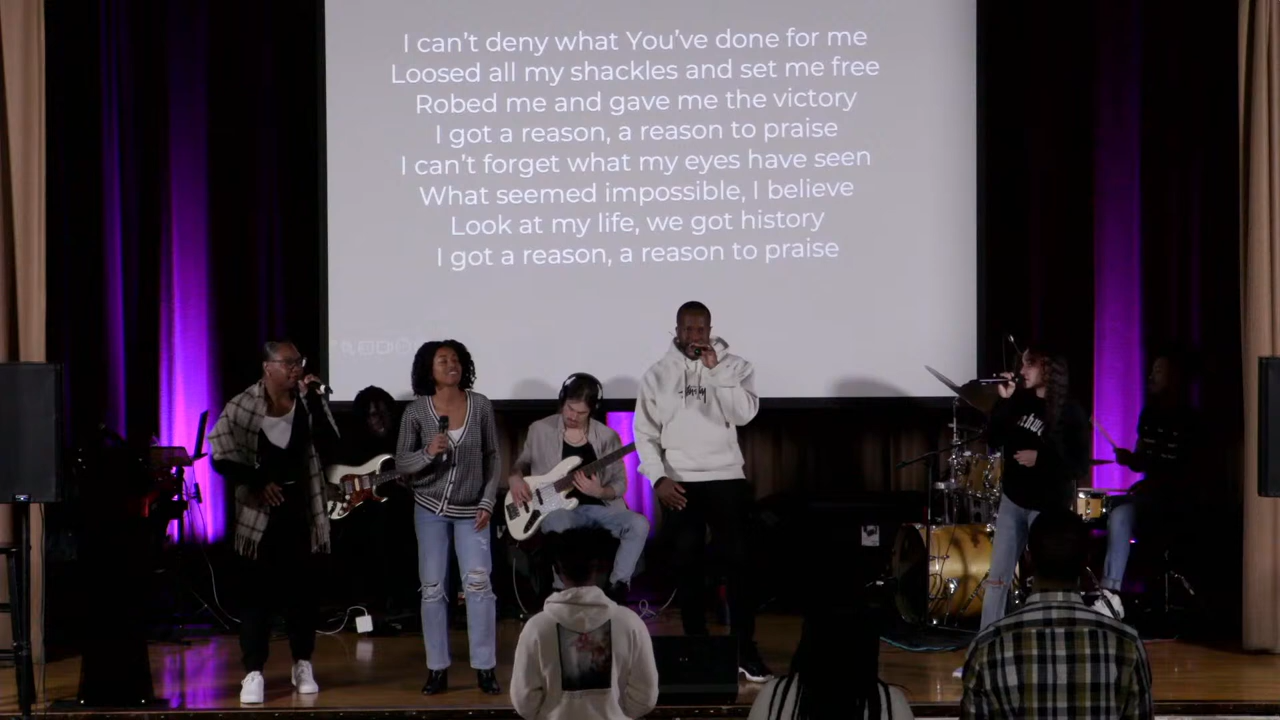 I can't deny what You've done for me
Loosed all my shackles and set me free
Robed me and gave me the victory
I got a reason, a reason to praise
I can't forget what my eyes have seen
What seemed impossible, I believe
Look at my life, we got history
I got a reason, a reason to praise